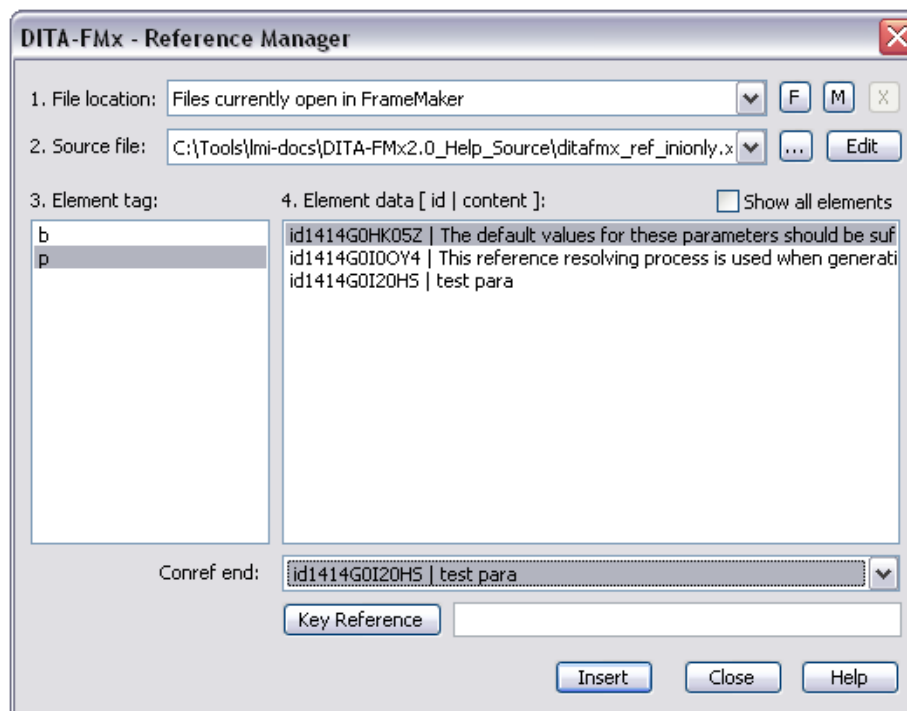 DITA-FMx - Reference Manager
1. File location: Files currently open in FrameMaker F M X
2. Source file: C:\Tools\lmi-docs\DITA-FMx2.0_Help_Source\ditafmx_ref_inionly.x ... Edit
3. Element tag: 4. Element data [ id | content ]: Show all elements
b id1414G0HK05Z | The default values for these parameters should be suf
p id1414G0I0OY4 | This reference resolving process is used when generati
id1414G0I20HS | test para
Conref end: id1414G0I20HS | test para
Key Reference
Insert Close Help